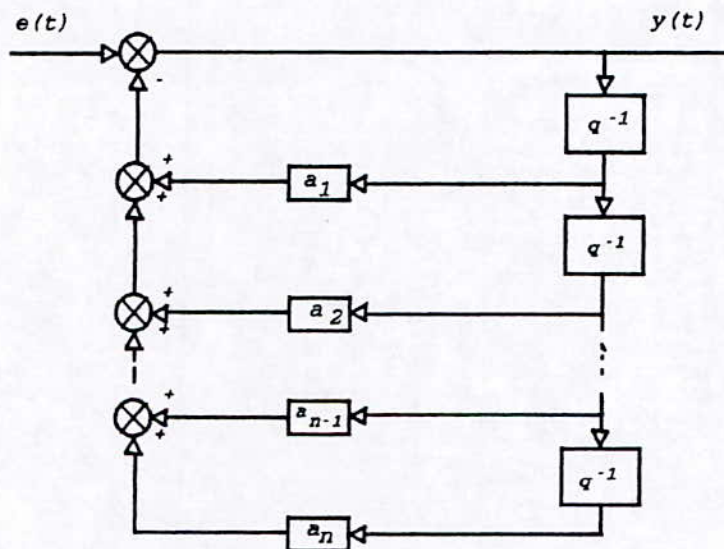 e(t) y(t)
-
q⁻¹
+ a₁
+
q⁻¹
+ a₂
+
+ aₙ₋₁
+
q⁻¹
aₙ